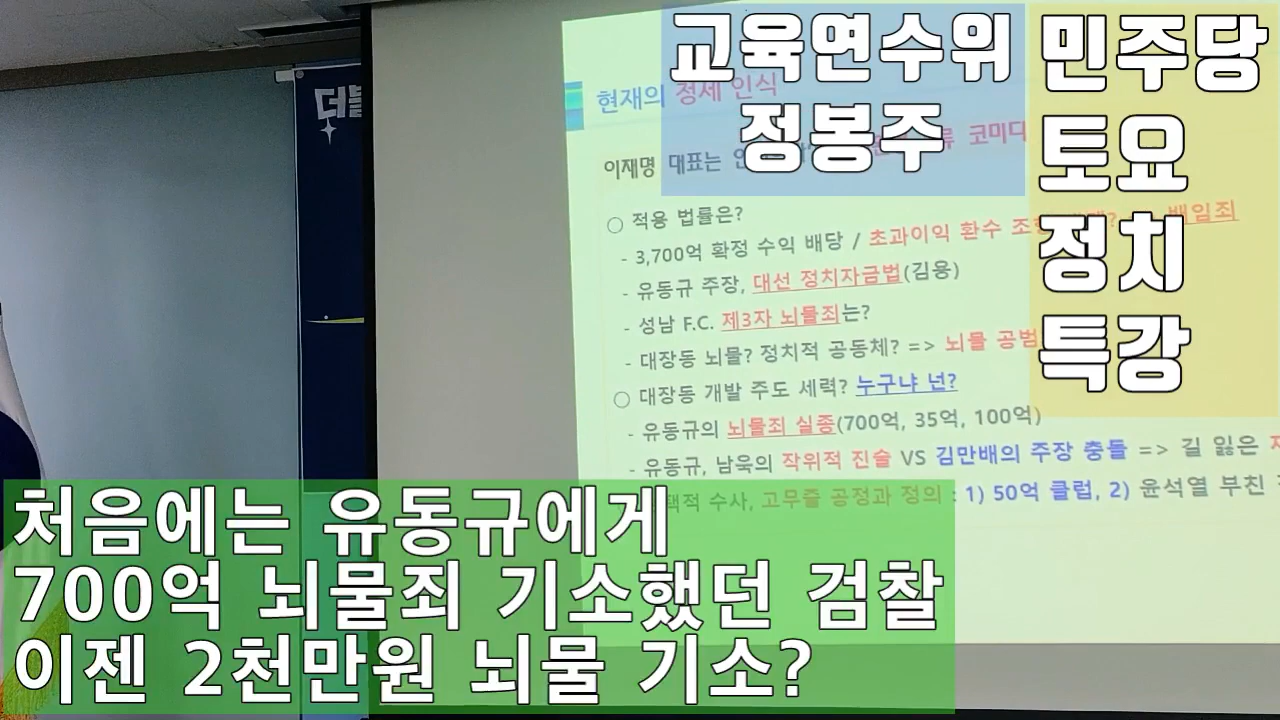 교육연수위
정봉주
민주당
토요
정치
특강
더불
현재의 정세 인식
이재명 대표는 코미디
○ 적용 법률은?
- 3,700억 확정 수익 배당 / 초과이익 환수 조항 배임죄
- 유동규 주장, 대선 정치자금법(김용)
- 성남 F.C. 제3자 뇌물죄는?
- 대장동 뇌물? 정치적 공동체? => 뇌물 공범
○ 대장동 개발 주도 세력? 누구냐 넌?
- 유동규의 뇌물죄 실종(700억, 35억, 100억)
- 유동규, 남욱의 작위적 진술 VS 김만배의 주장 충돌 => 길 잃은
택적 수사, 고무줄 공정과 정의 : 1) 50억 클럽, 2) 윤석열 부친
처음에는 유동규에게
700억 뇌물죄 기소했던 검찰
이젠 2천만원 뇌물 기소?